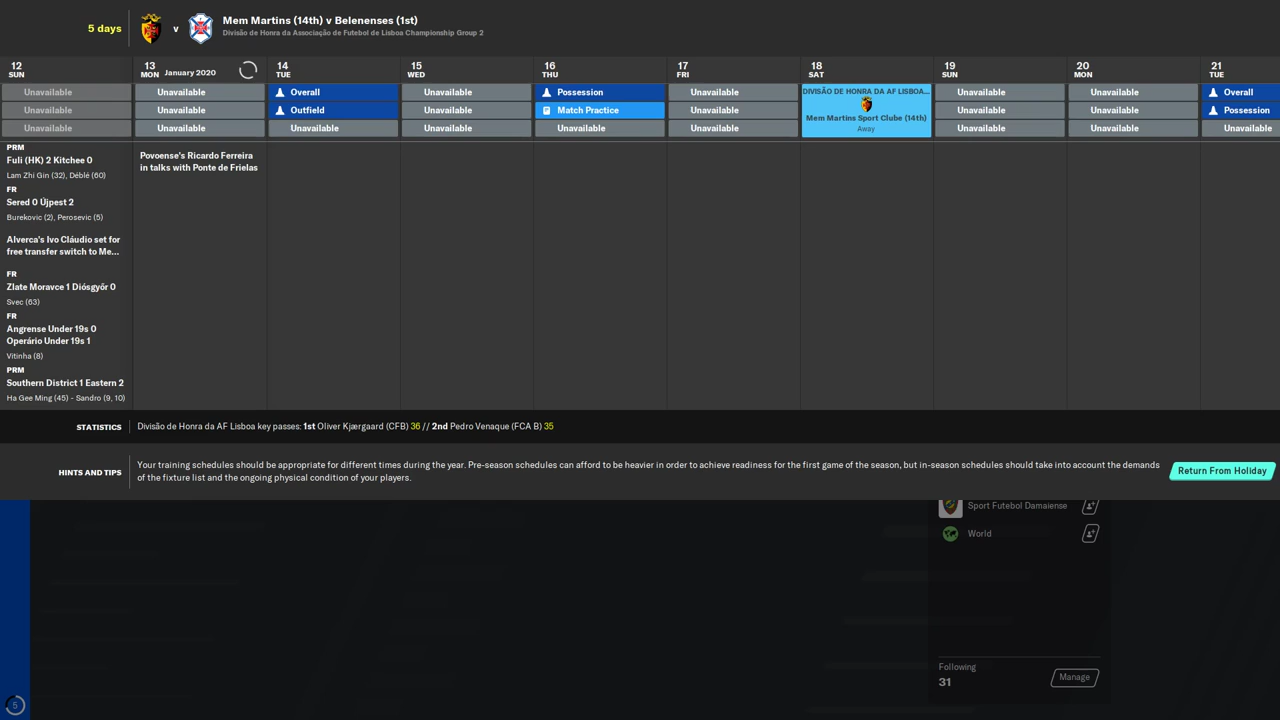 5 days
v
Mem Martins (14th) v Belenenses (1st)
Divisão de Honra da Associação de Futebol de Lisboa Championship Group 2
12
SUN
13
MON January 2020
14
TUE
15
WED
16
THU
17
FRI
18
SAT
19
SUN
20
MON
21
TUE
Unavailable
Unavailable
Overall
Unavailable
Possession
Unavailable
DIVISÃO DE HONRA DA AF LISBOA...
Unavailable
Unavailable
Overall
Unavailable
Unavailable
Outfield
Unavailable
Match Practice
Unavailable
Mem Martins Sport Clube (14th)
Unavailable
Unavailable
Possession
Unavailable
Unavailable
Unavailable
Unavailable
Unavailable
Unavailable
Away
Unavailable
Unavailable
Unavailable
PRM
Fuli (HK) 2 Kitchee 0
Lam Zhi Gin (32), Déblé (60)
FR
Sered 0 Újpest 2
Burekovic (2), Perosevic (5)
Alverca's Ivo Cláudio set for
free transfer switch to Me...
FR
Zlate Moravce 1 Diósgyőr 0
Svec (63)
FR
Angrense Under 19s 0
Operário Under 19s 1
Vitinha (8)
PRM
Southern District 1 Eastern 2
Ha Gee Ming (45) - Sandro (9, 10)
Povoense's Ricardo Ferreira
in talks with Ponte de Frielas
STATISTICS
Divisão de Honra da AF Lisboa key passes: 1st Oliver Kjærgaard (CFB) 36 // 2nd Pedro Venaque (FCA B) 35
HINTS AND TIPS
Your training schedules should be appropriate for different times during the year. Pre-season schedules can afford to be heavier in order to achieve readiness for the first game of the season, but in-season schedules should take into account the demands
of the fixture list and the ongoing physical condition of your players.
Return From Holiday
Sport Futebol Damaiense
World
Following
31
Manage
5